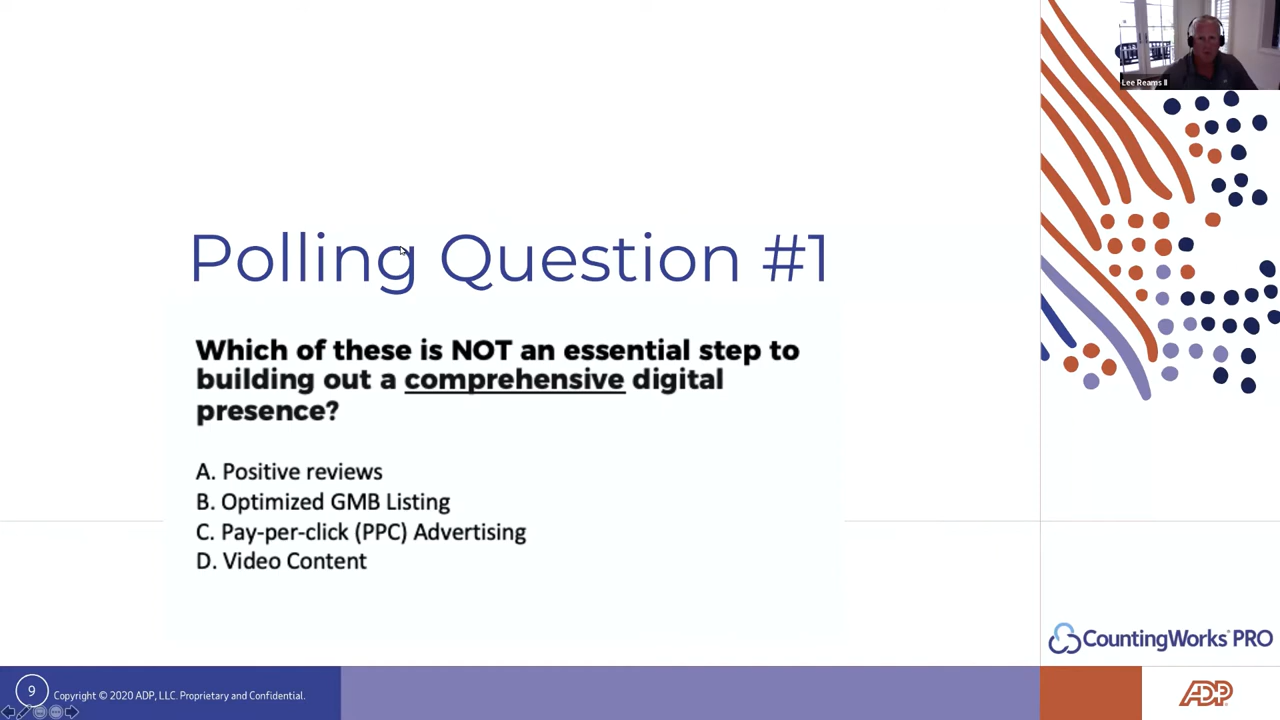 Lee Reams II
Polling Question #1
Which of these is NOT an essential step to
building out a comprehensive digital
presence?
A. Positive reviews
B. Optimized GMB Listing
C. Pay-per-click (PPC) Advertising
D. Video Content
CountingWorks PRO
9
Copyright © 2020 ADP, LLC. Proprietary and Confidential.
ADP